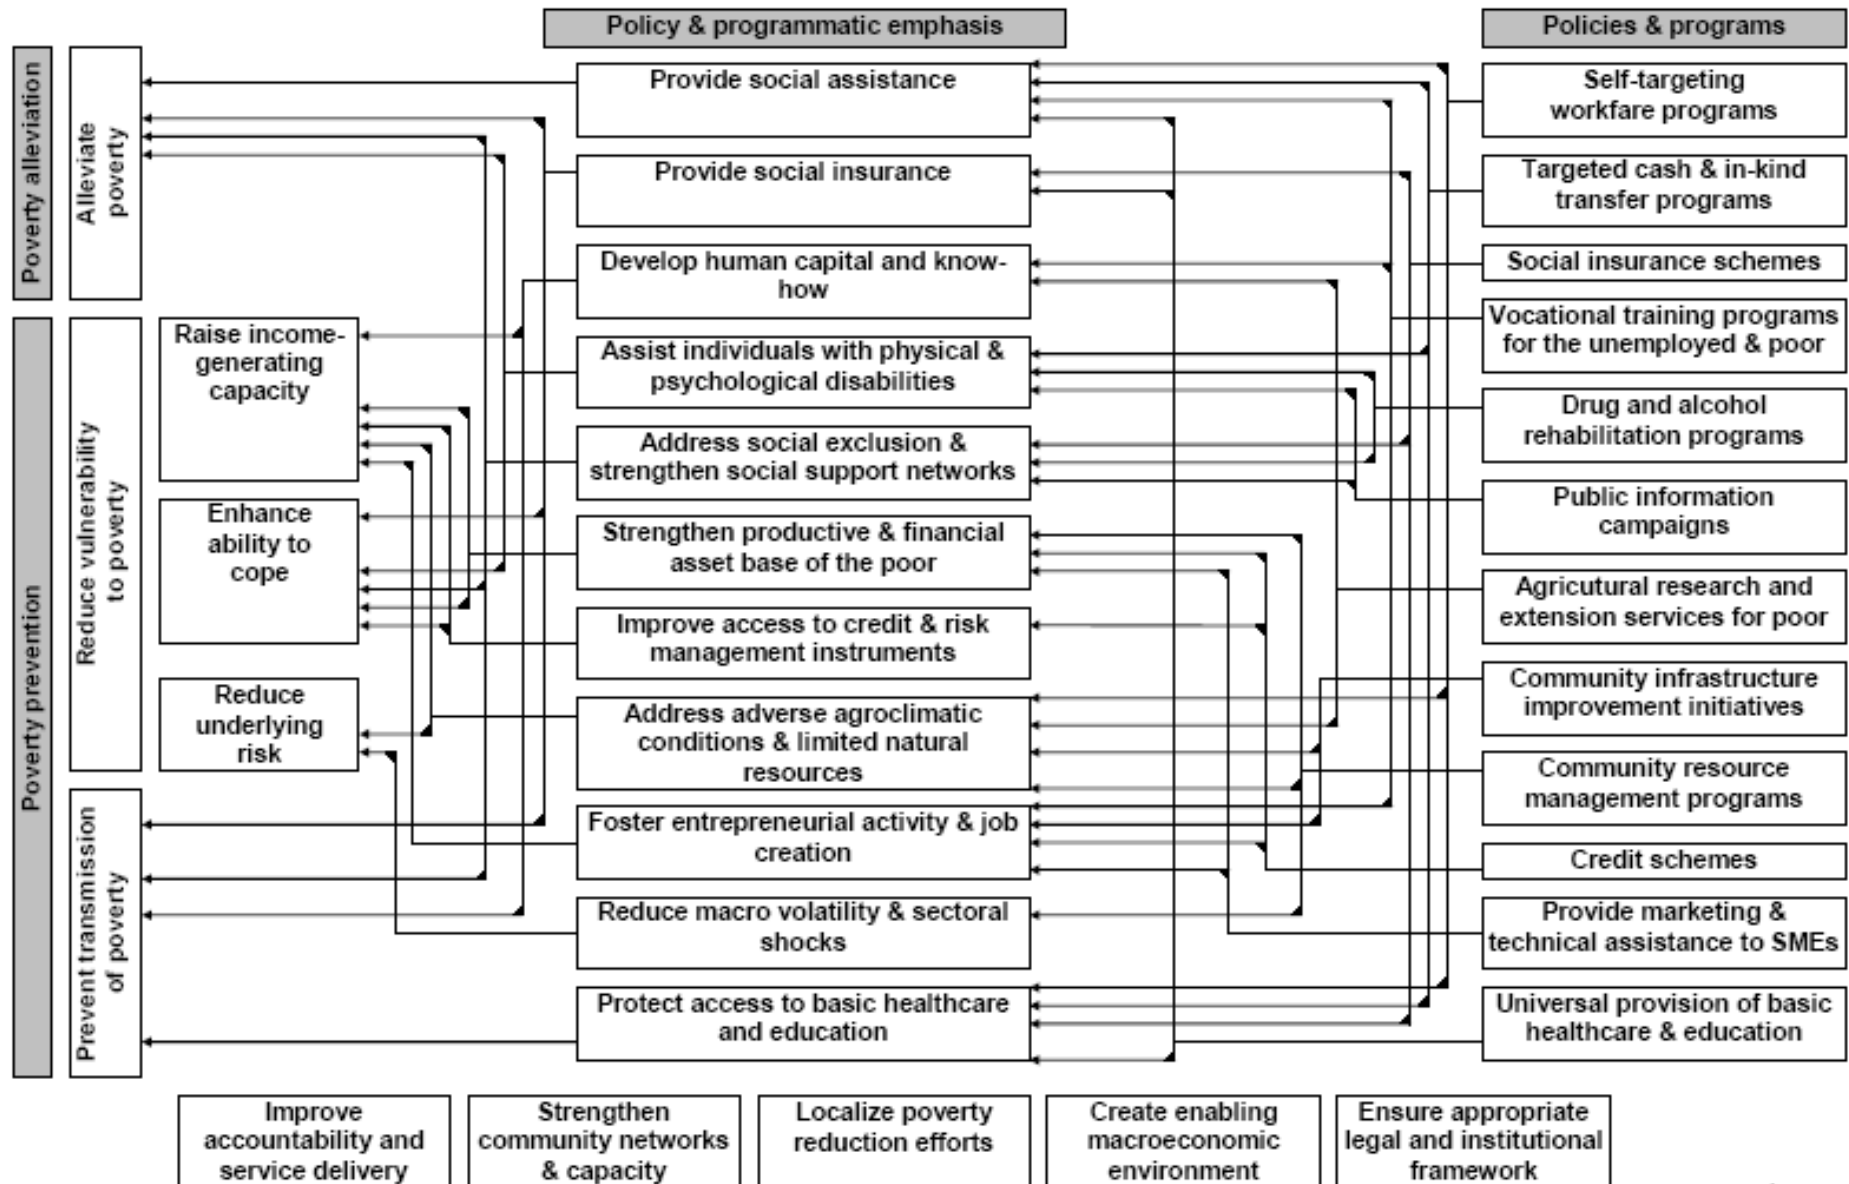 Policy & programmatic emphasis
Policies & programs
Poverty alleviation
Alleviate
poverty
Poverty prevention
Reduce vulnerability
to poverty
Prevent transmission
of poverty
Raise income-
generating
capacity
Enhance
ability to
cope
Reduce
underlying
risk
Provide social assistance
Provide social insurance
Develop human capital and know-
how
Assist individuals with physical &
psychological disabilities
Address social exclusion &
strengthen social support networks
Strengthen productive & financial
asset base of the poor
Improve access to credit & risk
management instruments
Address adverse agroclimatic
conditions & limited natural
resources
Foster entrepreneurial activity & job
creation
Reduce macro volatility & sectoral
shocks
Protect access to basic healthcare
and education
Self-targeting
workfare programs
Targeted cash & in-kind
transfer programs
Social insurance schemes
Vocational training programs
for the unemployed & poor
Drug and alcohol
rehabilitation programs
Public information
campaigns
Agricutural research and
extension services for poor
Community infrastructure
improvement initiatives
Community resource
management programs
Credit schemes
Provide marketing &
technical assistance to SMEs
Universal provision of basic
healthcare & education
Improve
accountability and
service delivery
Strengthen
community networks
& capacity
Localize poverty
reduction efforts
Create enabling
macroeconomic
environment
Ensure appropriate
legal and institutional
framework